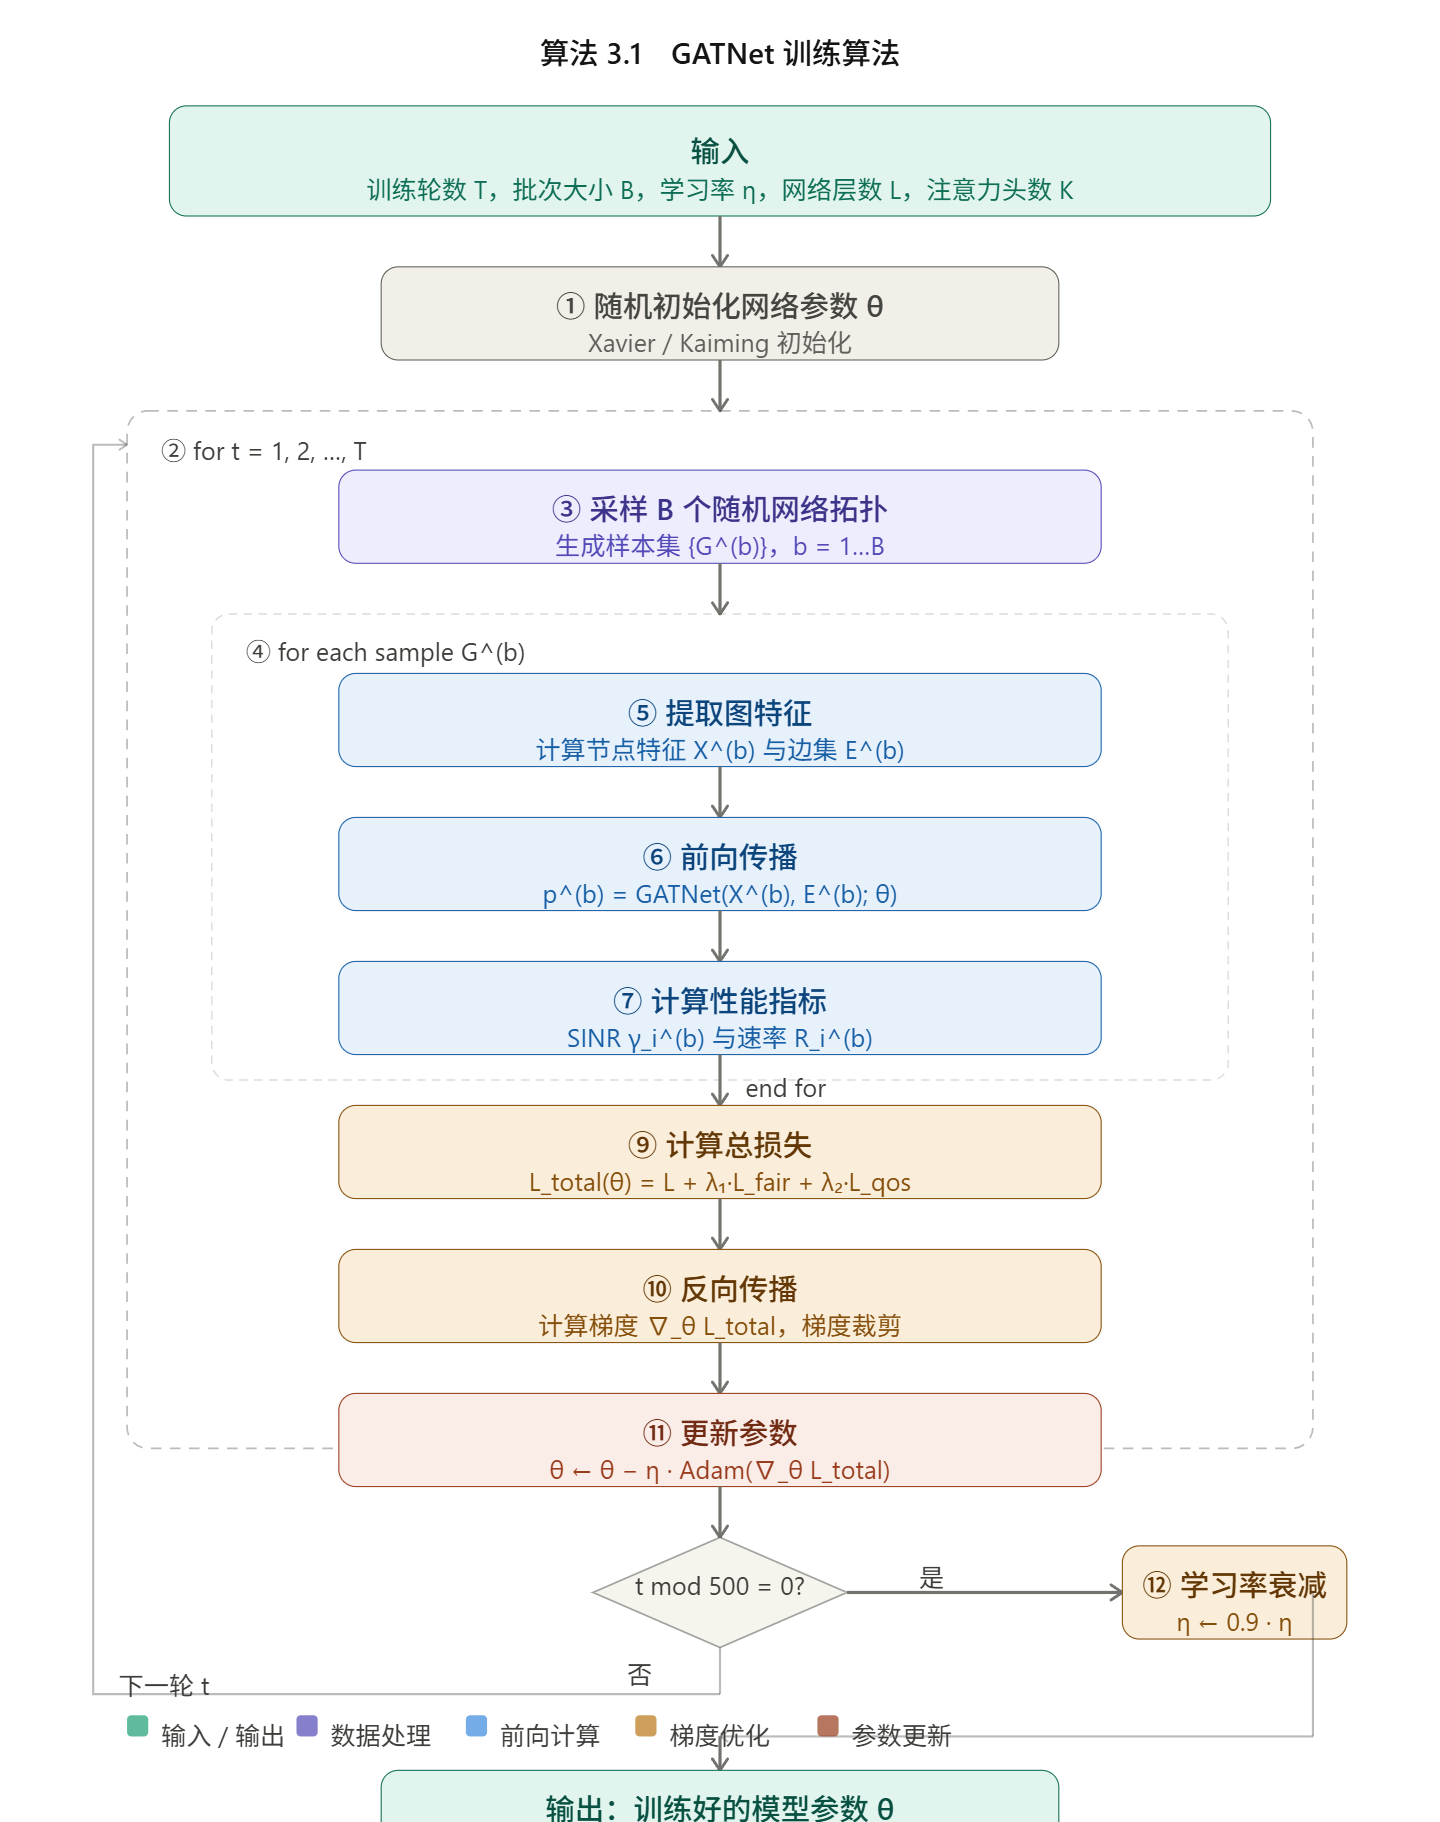 算法 3.1 GATNet 训练算法
输入
训练轮数 T，批次大小 B，学习率 η，网络层数 L，注意力头数 K
① 随机初始化网络参数 θ
Xavier / Kaiming 初始化
② for t = 1, 2, ..., T
③ 采样 B 个随机网络拓扑
生成样本集 {G^(b)}，b = 1...B
④ for each sample G^(b)
⑤ 提取图特征
计算节点特征 X^(b) 与边集 E^(b)
⑥ 前向传播
p^(b) = GATNet(X^(b), E^(b); θ)
⑦ 计算性能指标
SINR γ_i^(b) 与速率 R_i^(b)
end for
⑨ 计算总损失
L_total(θ) = L + λ₁·L_fair + λ₂·L_qos
⑩ 反向传播
计算梯度 ∇_θ L_total，梯度裁剪
⑪ 更新参数
θ ← θ − η · Adam(∇_θ L_total)
t mod 500 = 0?
是
⑫ 学习率衰减
η ← 0.9 · η
否
下一轮 t
输入 / 输出
数据处理
前向计算
梯度优化
参数更新
输出：训练好的模型参数 θ